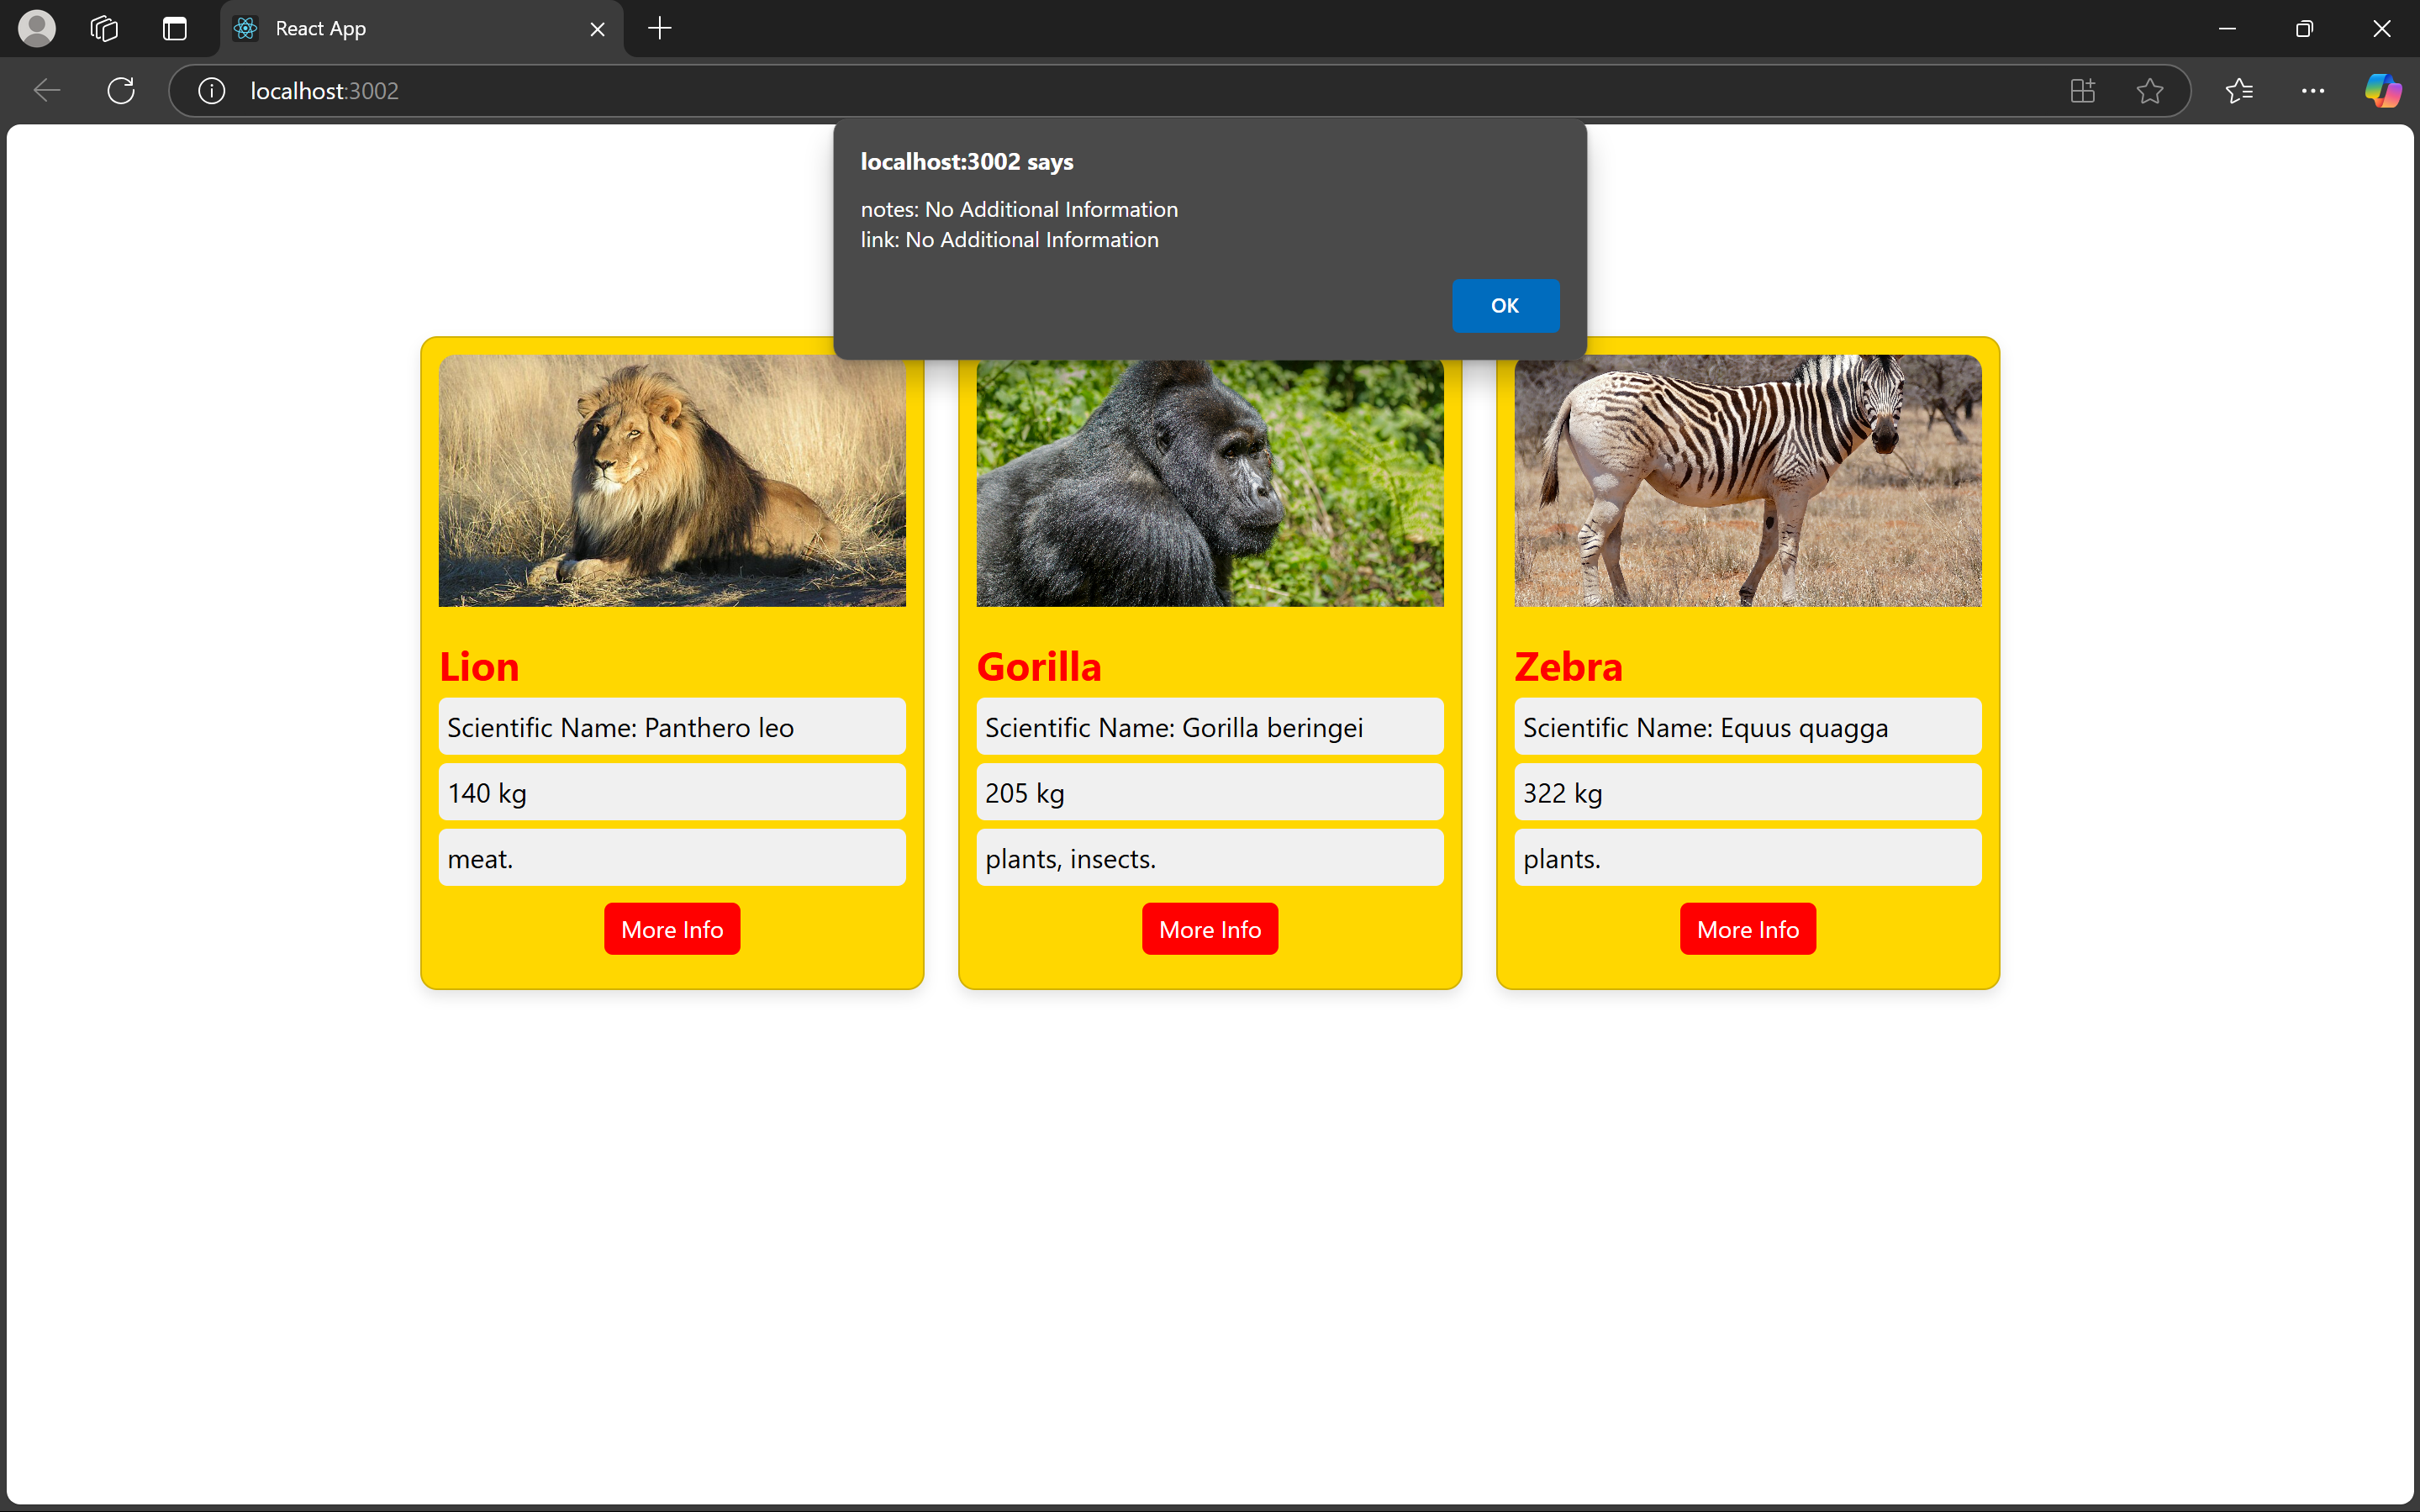 React App
localhost:3002
localhost:3002 says
notes: No Additional Information
link: No Additional Information
OK
Lion
Scientific Name: Panthero leo
140 kg
meat.
More Info
Gorilla
Scientific Name: Gorilla beringei
205 kg
plants, insects.
More Info
Zebra
Scientific Name: Equus quagga
322 kg
plants.
More Info